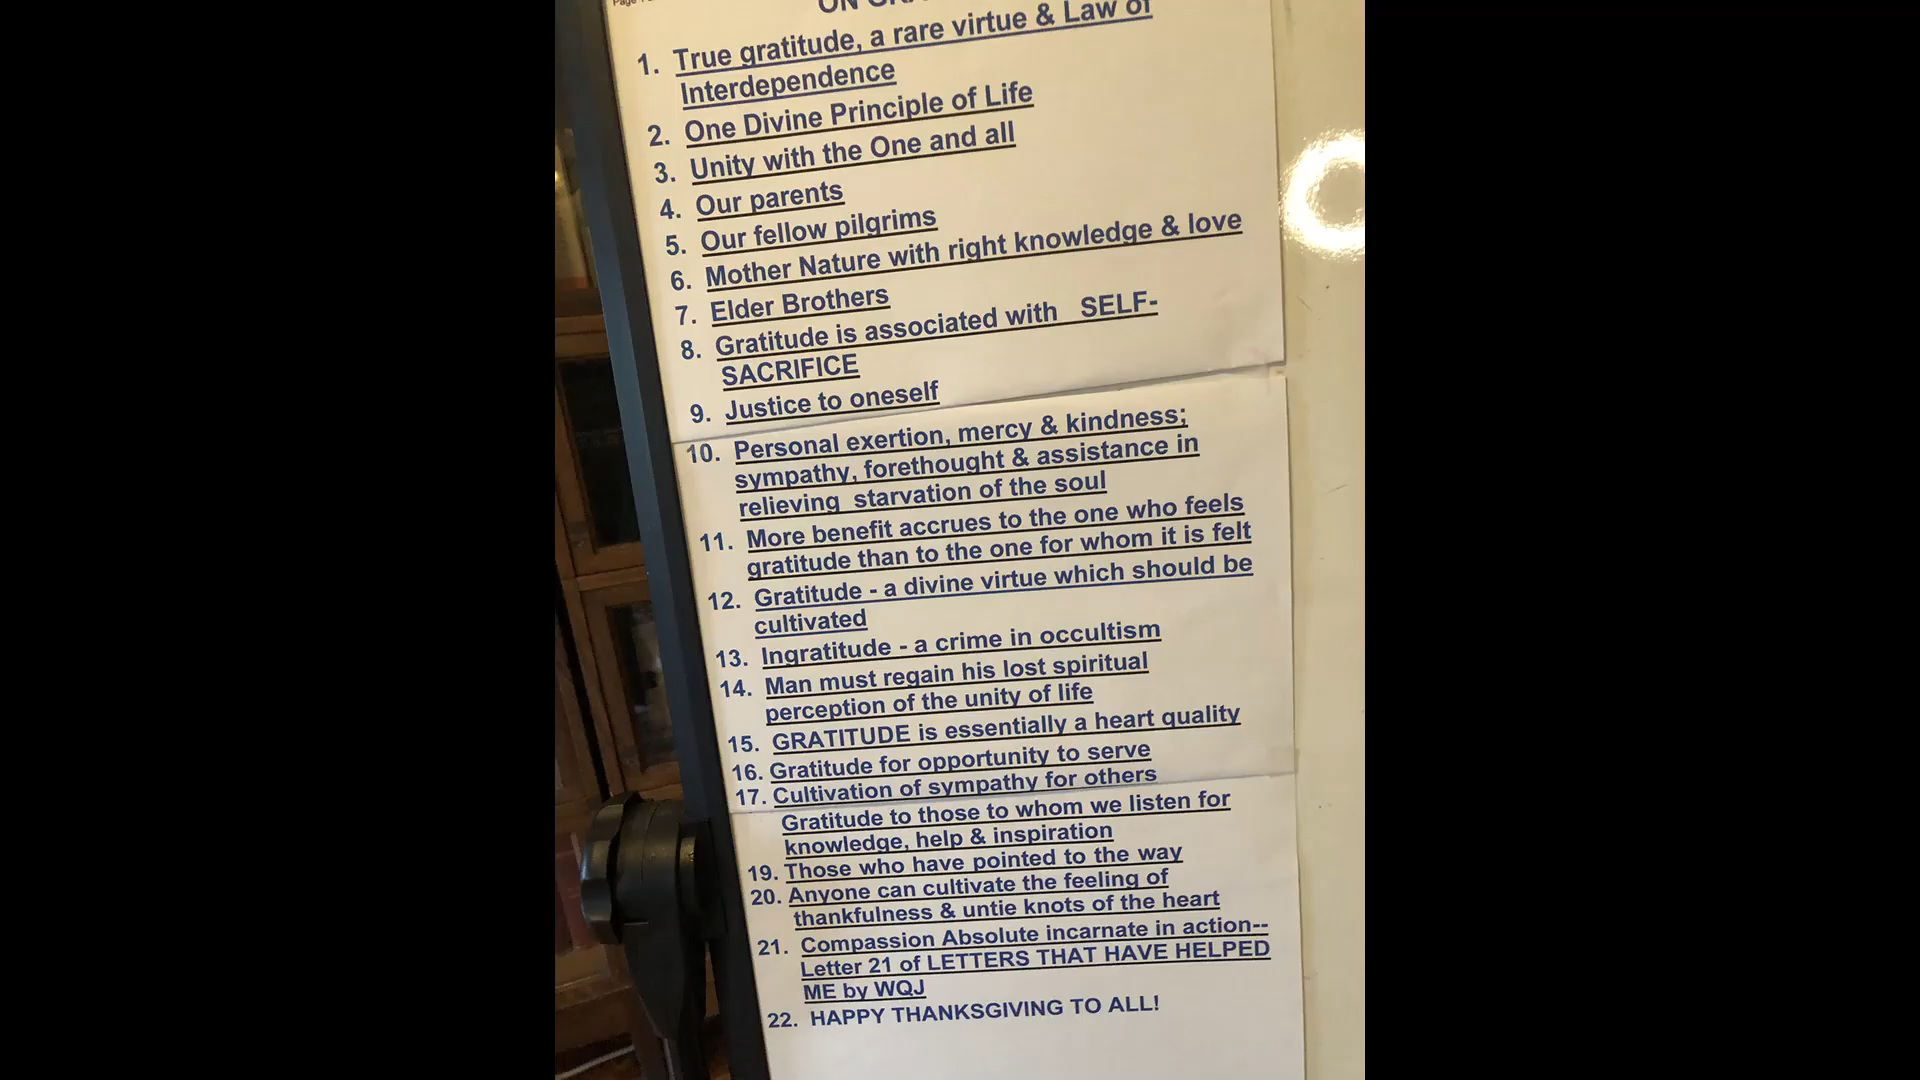 ON
1. True gratitude, a rare virtue & Law of
Interdependence
2. One Divine Principle of Life
3. Unity with the One and all
4. Our parents
5. Our fellow pilgrims
6. Mother Nature with right knowledge & love
7. Elder Brothers
8. Gratitude is associated with SELF-
SACRIFICE
9. Justice to oneself
10. Personal exertion, mercy & kindness;
sympathy, forethought & assistance in
relieving starvation of the soul
11. More benefit accrues to the one who feels
gratitude than to the one for whom it is felt
12. Gratitude - a divine virtue which should be
cultivated
13. Ingratitude - a crime in occultism
14. Man must regain his lost spiritual
perception of the unity of life
15. GRATITUDE is essentially a heart quality
16. Gratitude for opportunity to serve
17. Cultivation of sympathy for others
Gratitude to those to whom we listen for
knowledge, help & inspiration
19. Those who have pointed to the way
20. Anyone can cultivate the feeling of
thankfulness & untie knots of the heart
21. Compassion Absolute incarnate in action--
Letter 21 of LETTERS THAT HAVE HELPED
ME by WQJ
22. HAPPY THANKSGIVING TO ALL!